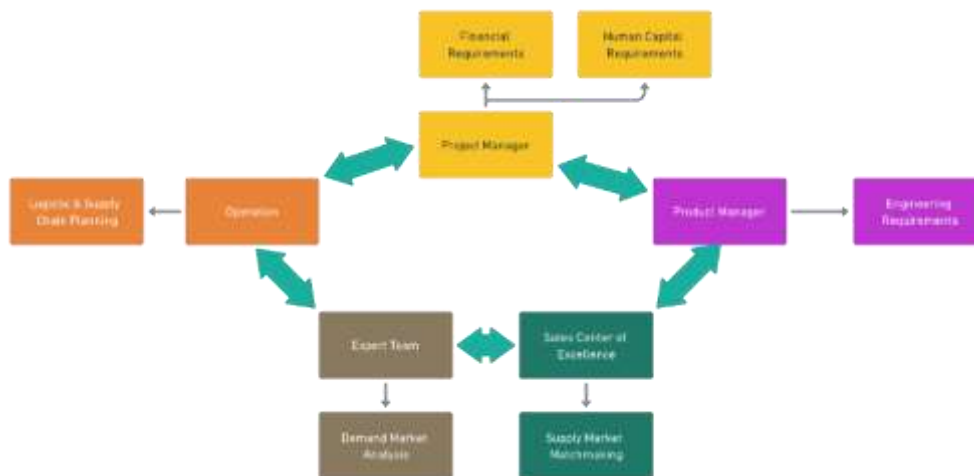 Financial
Requirements
Human Capital
Requirements
Project Manager
Logistic & Supply
Chain Planning
Operation
Product Manager
Engineering
Requirements
Expert Team
Sales Center of
Excellence
Demand Market
Analysis
Supply Market
Matchmaking